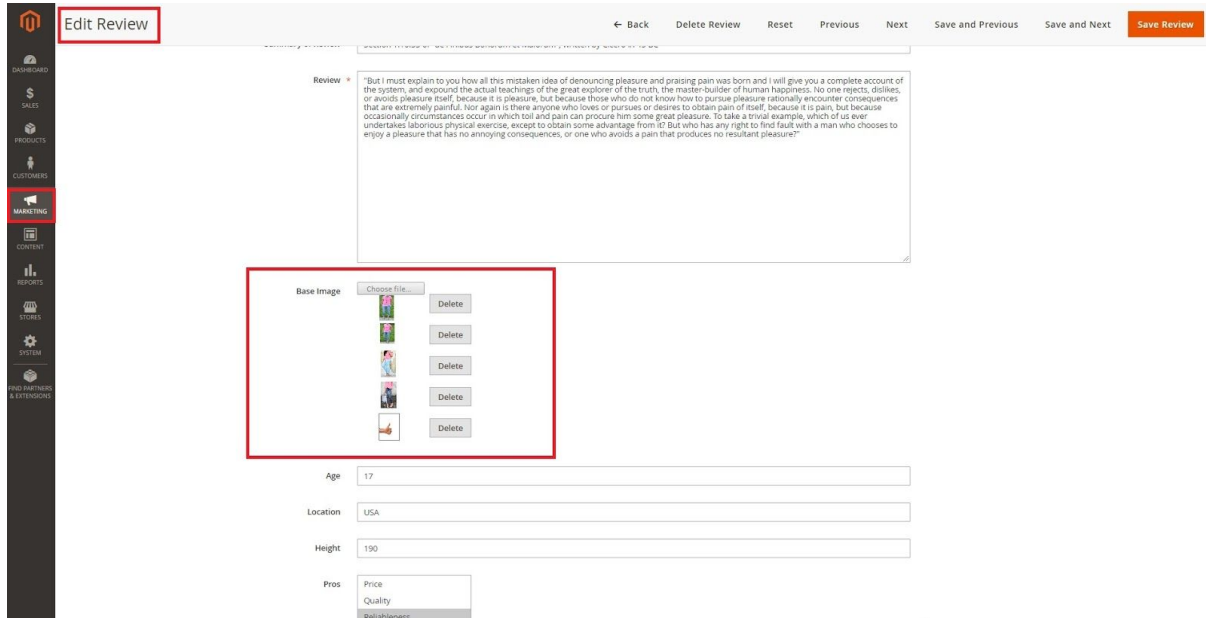 Edit Review
← Back Delete Review Reset Previous Next Save and Previous Save and Next Save Review
DASHBOARD
SALES
PRODUCTS
CUSTOMERS
MARKETING
CONTENT
REPORTS
STORES
SYSTEM
FIND PARTNERS
& EXTENSIONS
Review *
"But I must explain to you how all this mistaken idea of denouncing pleasure and praising pain was born and I will give you a complete account of
the system, and expound the actual teachings of the great explorer of the truth, the master-builder of human happiness. No one rejects, dislikes,
or avoids pleasure itself, because it is pleasure, but because those who do not know how to pursue pleasure rationally encounter consequences
that are extremely painful. Nor again is there anyone who loves or pursues or desires to obtain pain of itself, because it is pain, but because
occasionally circumstances occur in which toil and pain can procure him some great pleasure. To take a trivial example, which of us ever
undertakes laborious physical exercise, except to obtain some advantage from it? But who has any right to find fault with a man who chooses to
enjoy a pleasure that has no annoying consequences, or one who avoids a pain that produces no resultant pleasure?"
Base Image Choose file...
Delete
Delete
Delete
Delete
Delete
Age 17
Location USA
Height 190
Pros Price
Quality
Reliableness